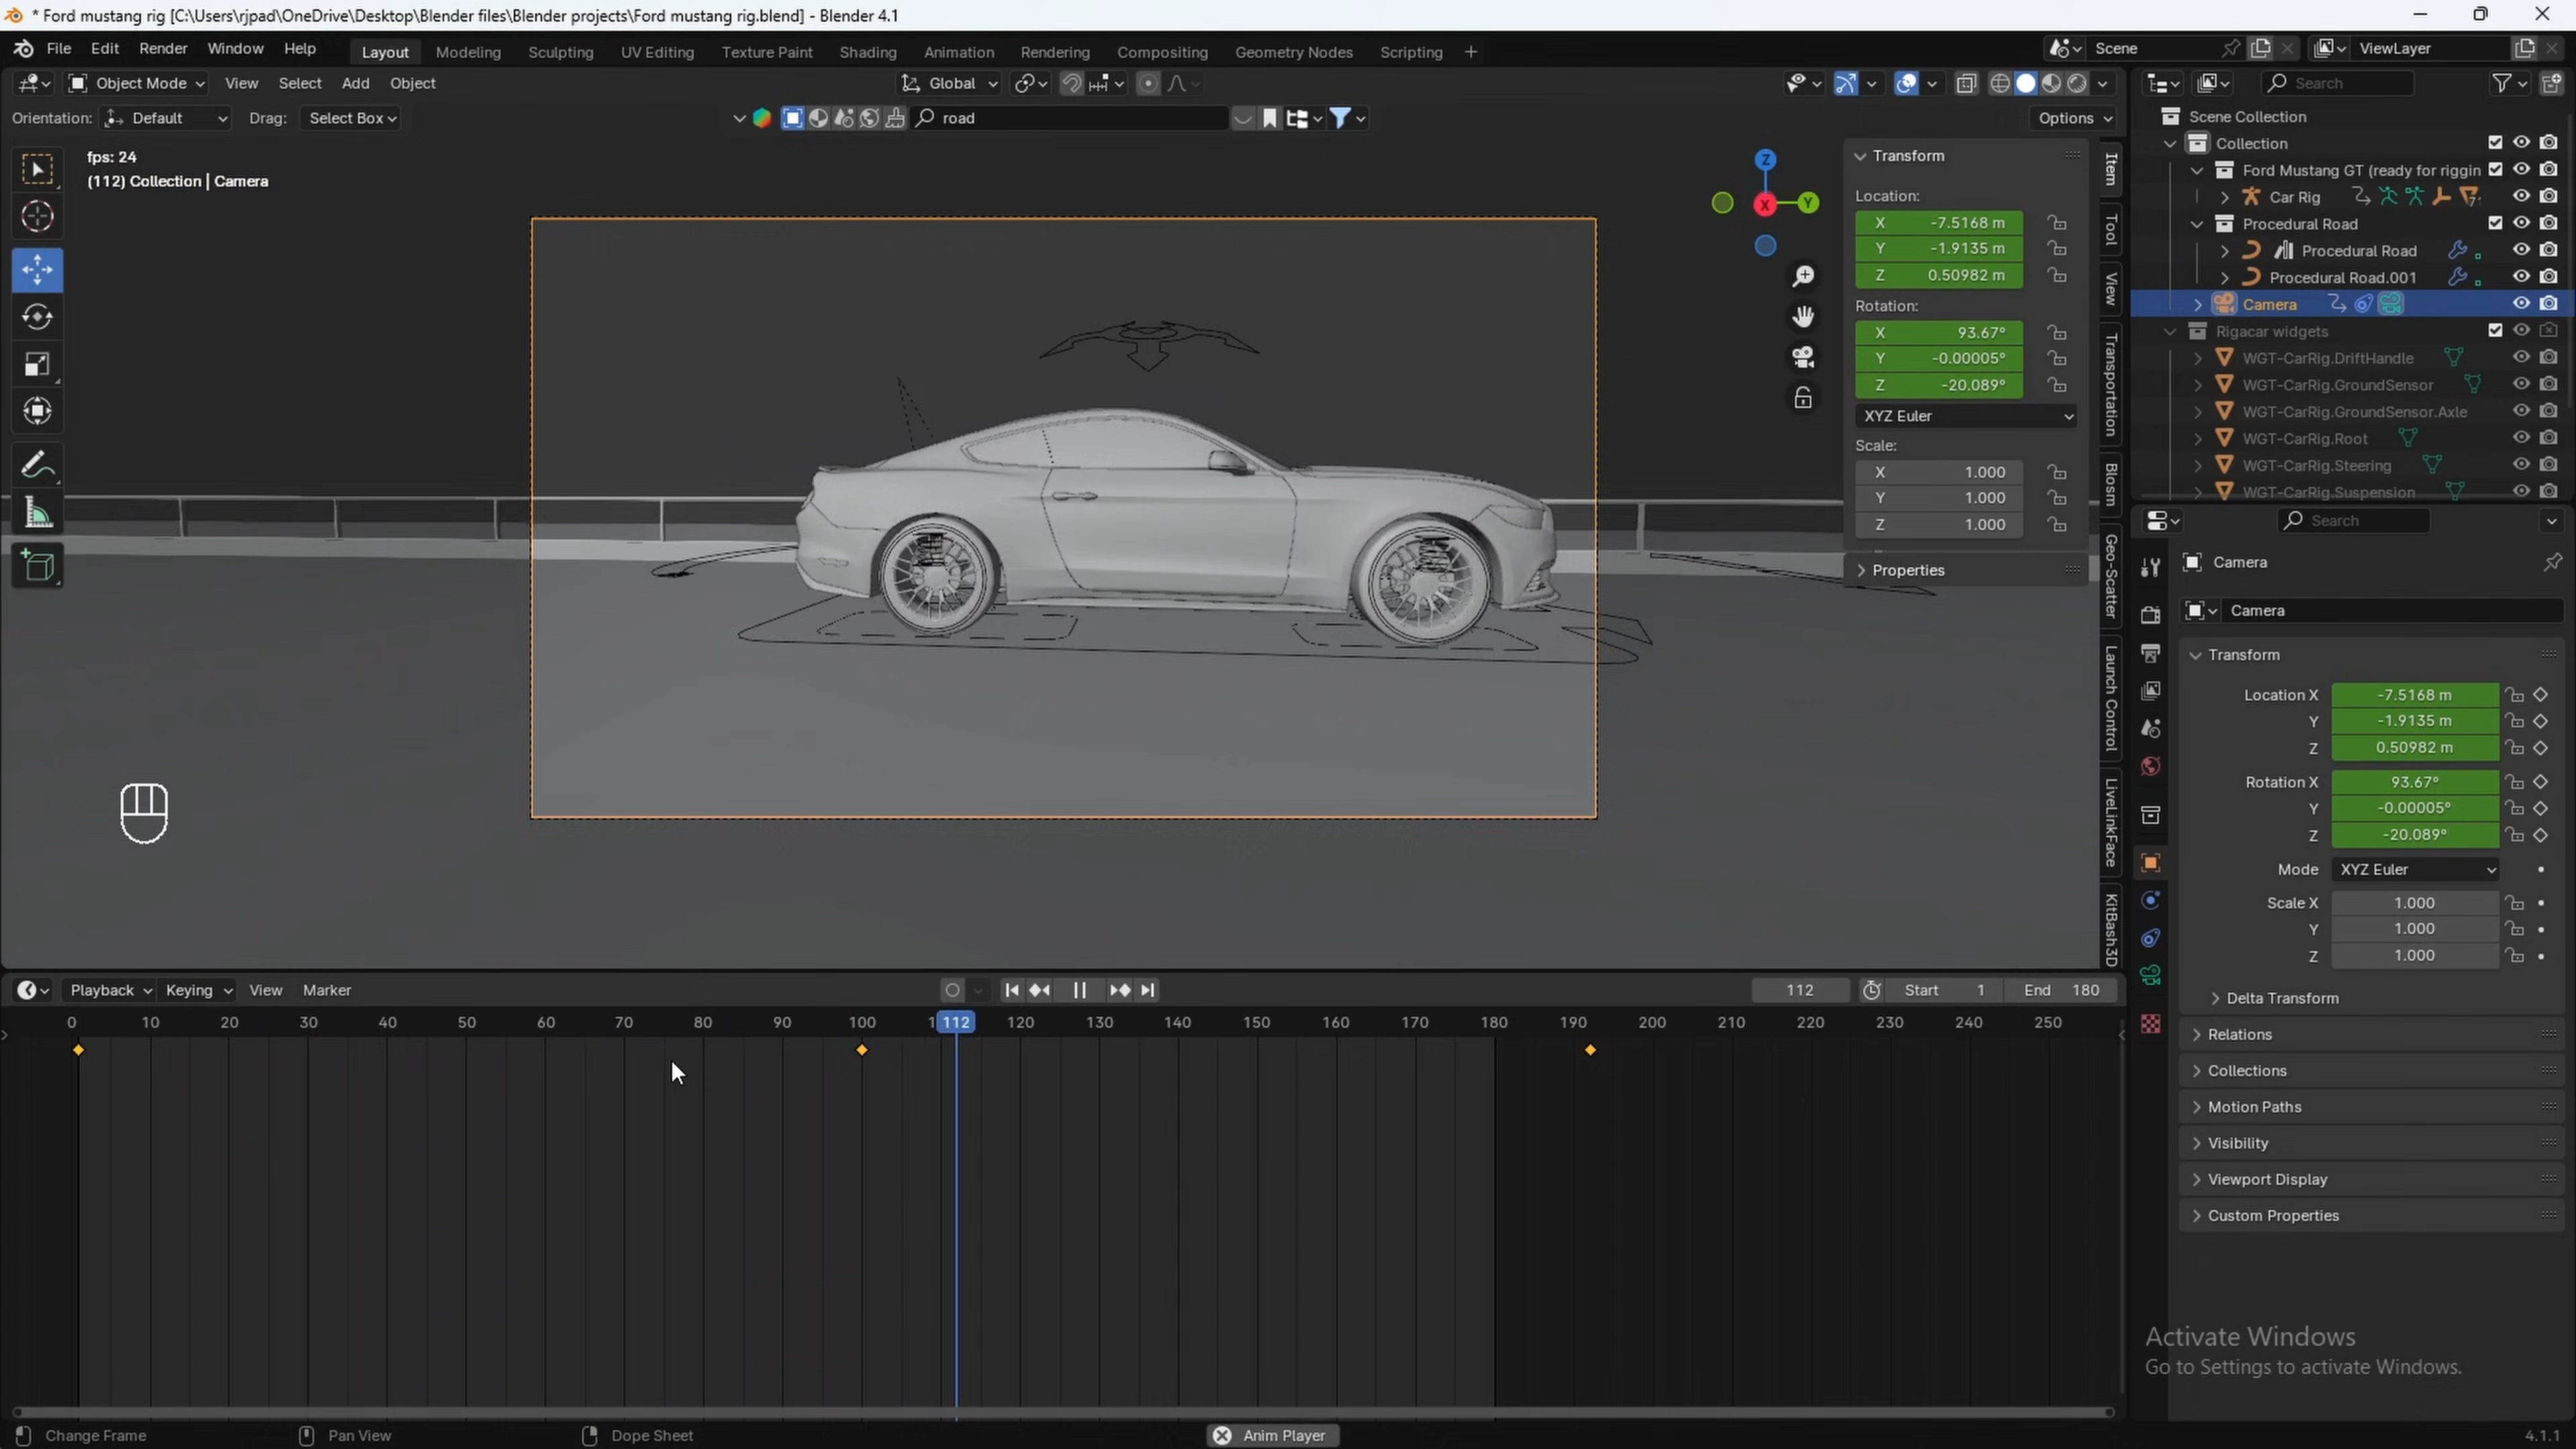 * Ford mustang rig [C:\Users\rjpad\OneDrive\Desktop\Blender files\Blender projects\Ford mustang rig.blend] - Blender 4.1
File Edit Render Window Help Layout Modeling Sculpting UV Editing Texture Paint Shading Animation Rendering Compositing Geometry Nodes Scripting + Scene ViewLayer
Object Mode View Select Add Object Global Search
Orientation: Default Drag: Select Box road Options
fps: 24
(112) Collection | Camera
Z
X
Y
Transform
Location:
X -7.5168 m
Y -1.9135 m
Z 0.50982 m
Rotation:
X 93.67°
Y -0.00005°
Z -20.089°
XYZ Euler
Scale:
X 1.000
Y 1.000
Z 1.000
Properties
Item
Tool
View
Transportation
Blosm
Geo-Scatter
Launch Control
LiveLinkFace
KitBash3D
Scene Collection
Collection
Ford Mustang GT (ready for riggin
Car Rig
Procedural Road
Procedural Road
Procedural Road.001
Camera
Rigacar widgets
WGT-CarRig.DriftHandle
WGT-CarRig.GroundSensor
WGT-CarRig.GroundSensor.Axle
WGT-CarRig.Root
WGT-CarRig.Steering
WGT-CarRig.Suspension
Search
Camera
Camera
Transform
Location X -7.5168 m
Y -1.9135 m
Z 0.50982 m
Rotation X 93.67°
Y -0.00005°
Z -20.089°
Mode XYZ Euler
Scale X 1.000
Y 1.000
Z 1.000
Delta Transform
Relations
Collections
Motion Paths
Visibility
Viewport Display
Custom Properties
Playback Keying View Marker 112 Start 1 End 180
0 10 20 30 40 50 60 70 80 90 100 1 112 120 130 140 150 160 170 180 190 200 210 220 230 240 250
Activate Windows
Go to Settings to activate Windows.
Change Frame Pan View Dope Sheet Anim Player 4.1.1